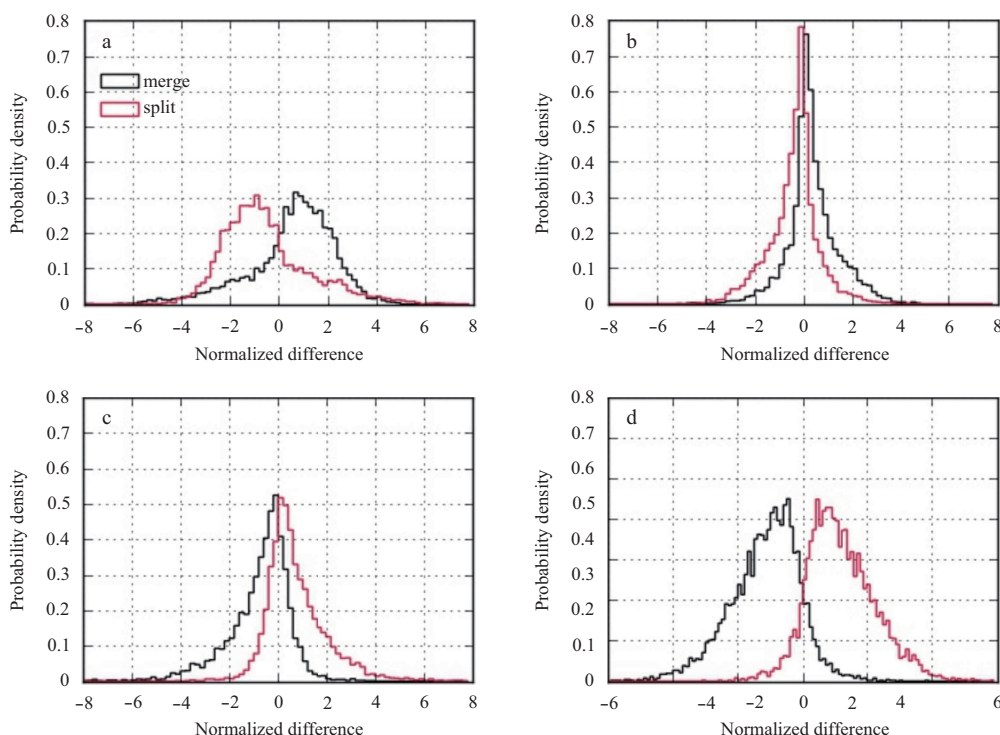 0.8
0.7
0.6
0.5
0.4
0.3
0.2
0.1
0
Probability density
a
merge
split
−8 −6 −4 −2 0 2 4 6 8
Normalized difference
0.8
0.7
0.6
0.5
0.4
0.3
0.2
0.1
0
Probability density
b
−8 −6 −4 −2 0 2 4 6 8
Normalized difference
0.8
0.7
0.6
0.5
0.4
0.3
0.2
0.1
0
Probability density
c
−8 −6 −4 −2 0 2 4 6 8
Normalized difference
0.8
0.7
0.6
0.5
0.4
0.3
0.2
0.1
0
Probability density
d
−4 −2 0 2 4 6
Normalized difference